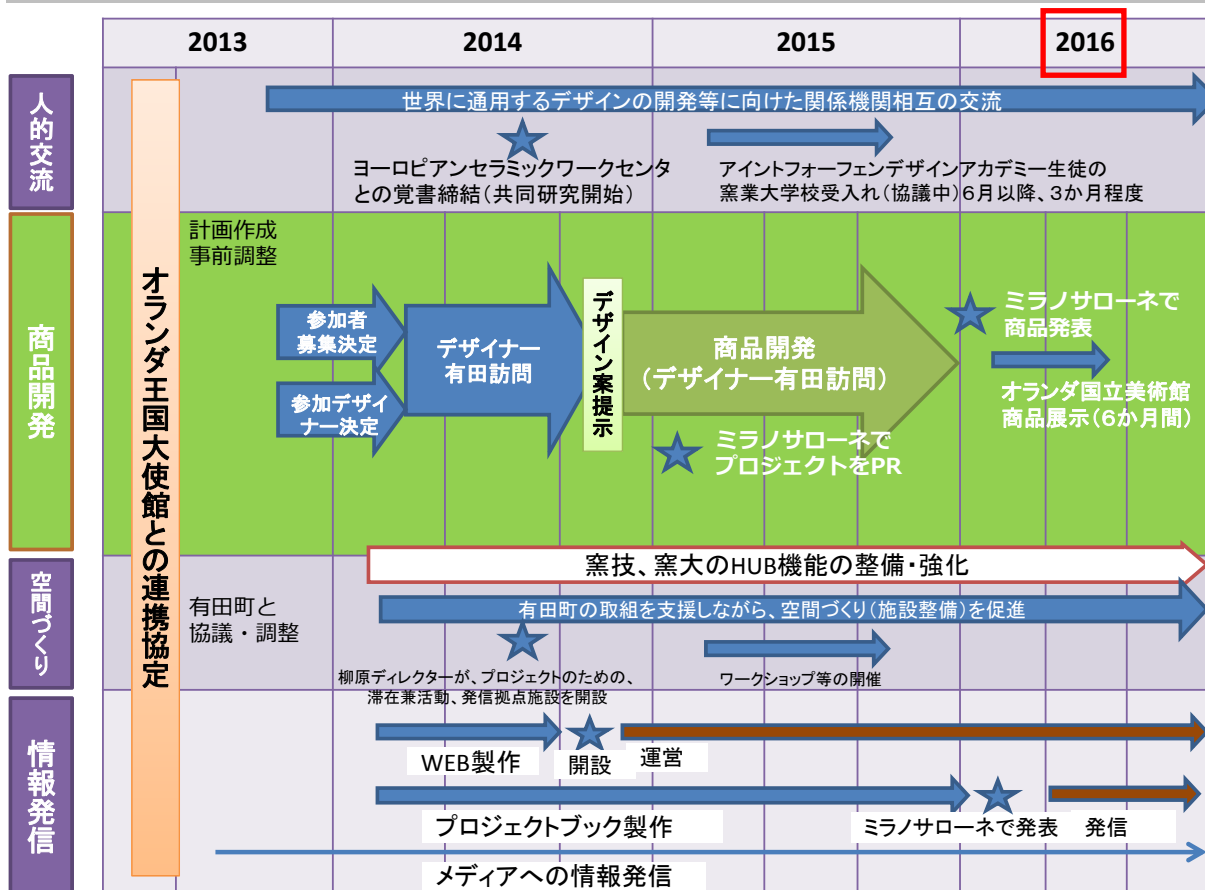 2013
2014
2015
2016
人的交流
世界に通用するデザインの開発等に向けた関係機関相互の交流
ヨーロピアンセラミックワークセンタ
との覚書締結(共同研究開始)
アイントフォーフェンデザインアカデミー生徒の
窯業大学校受入れ(協議中)6月以降、3か月程度
オランダ王国大使館との連携協定
商品開発
計画作成
事前調整
参加者
募集決定
参加デザイ
ナー決定
デザイナー
有田訪問
デザイン案提示
商品開発
(デザイナー有田訪問)
ミラノサローネで
プロジェクトをPR
ミラノサローネで
商品発表
オランダ国立美術館
商品展示(6か月間)
空間づくり
窯技、窯大のHUB機能の整備・強化
有田町と
協議・調整
有田町の取組を支援しながら、空間づくり(施設整備)を促進
柳原ディレクターが、プロジェクトのための、
滞在兼活動、発信拠点施設を開設
ワークショップ等の開催
情報発信
WEB製作
開設
運営
プロジェクトブック製作
ミラノサローネで発表
発信
メディアへの情報発信